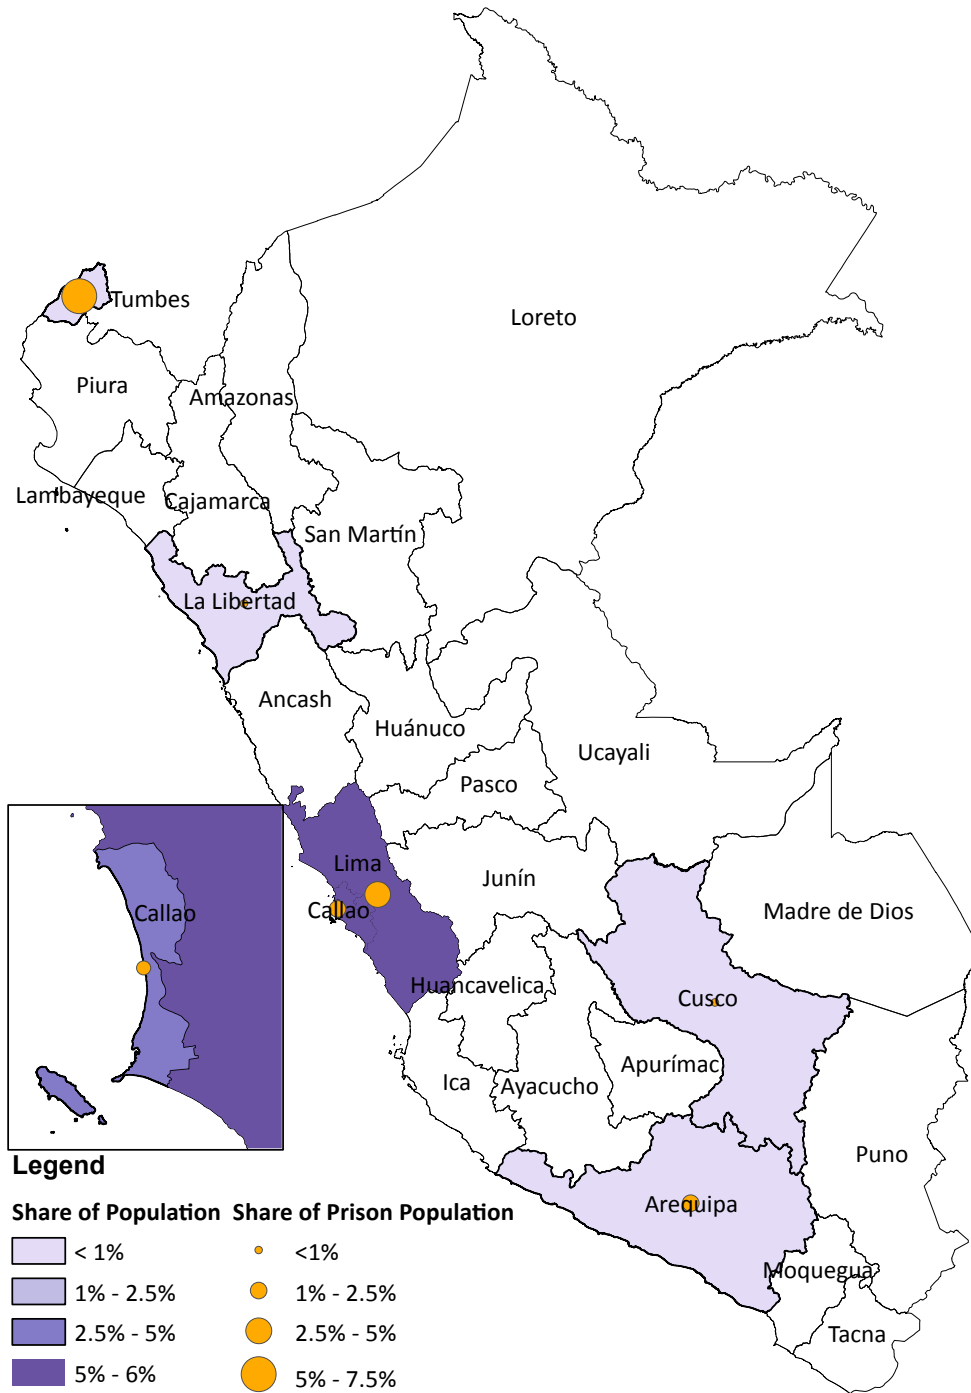 Loreto
Tumbes
Piura
Amazonas
Lambayeque
Cajamarca
San Martín
La Libertad
Ancash
Huánuco
Ucayali
Pasco
Lima
Junín
Callao
Callao
Madre de Dios
Huancavelica
Cusco
Apurímac
Ica
Ayacucho
Puno
Arequipa
Moquegua
Tacna
Legend
Share of Population Share of Prison Population
< 1% <1%
1% - 2.5% 1% - 2.5%
2.5% - 5% 2.5% - 5%
5% - 6% 5% - 7.5%